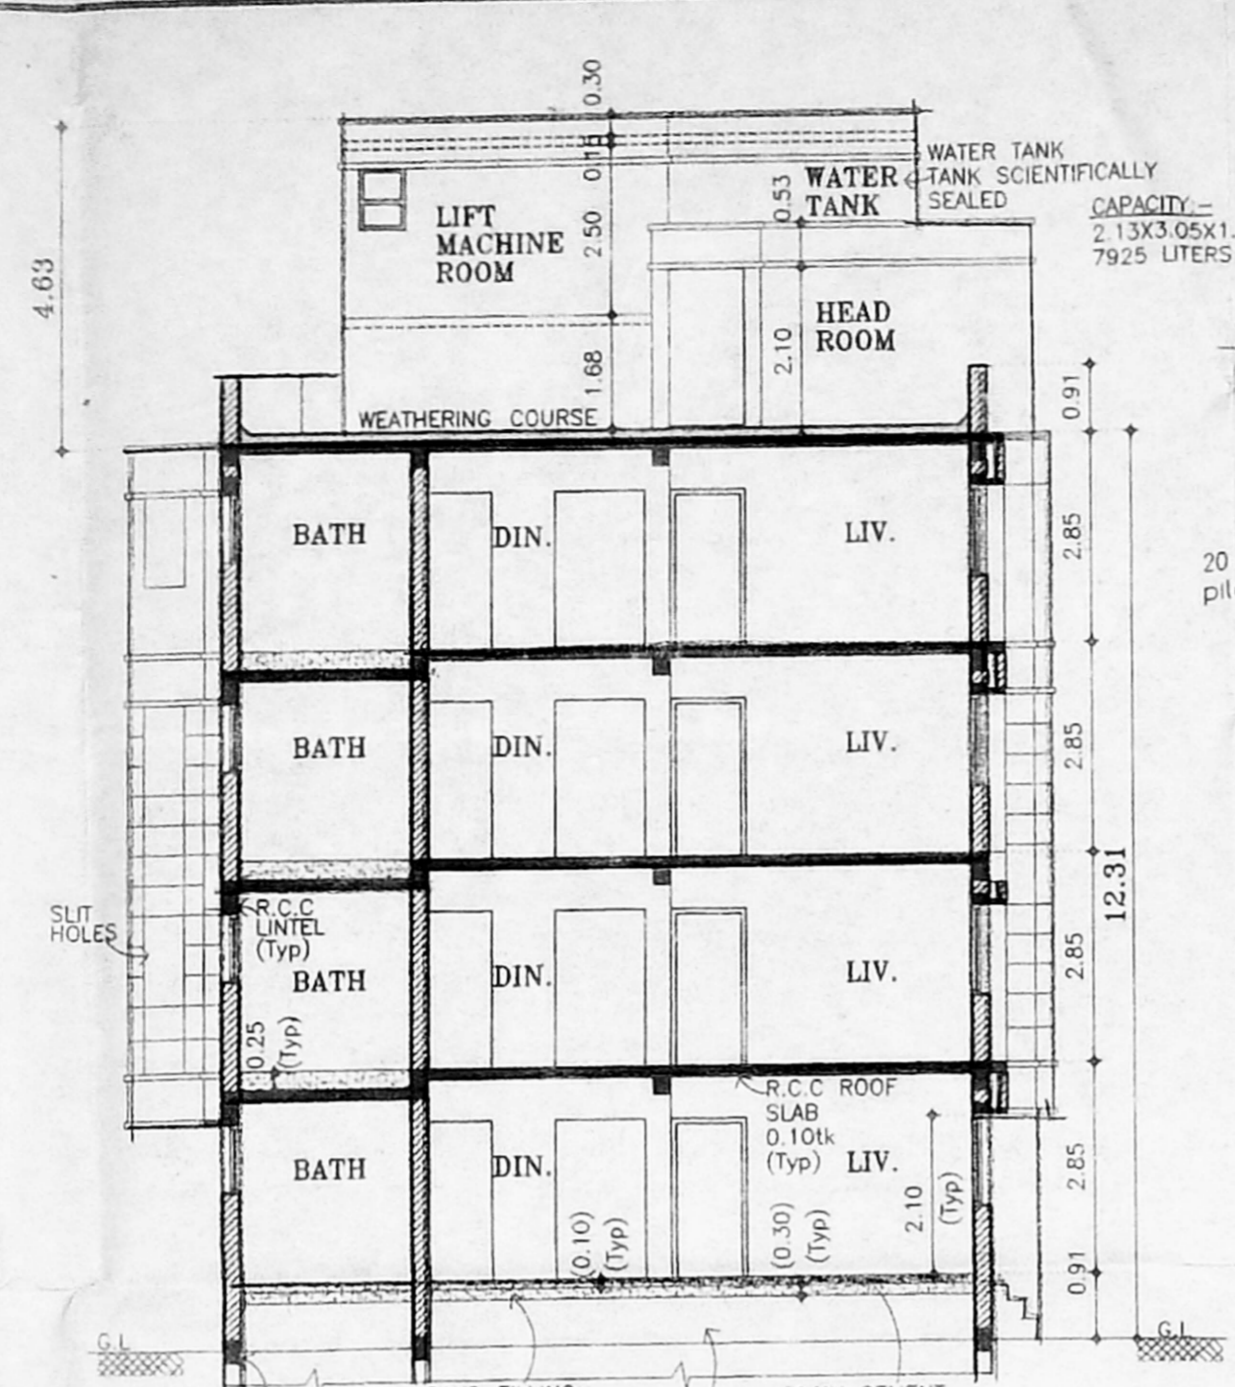 0.30
WATER TANK
TANK SCIENTIFICALLY
SEALED
CAPACITY:-
2.13X3.05X1.
7925 LITERS
0.15
0.53
WATER
TANK
LIFT
MACHINE
ROOM
2.50
4.63
HEAD
ROOM
2.10
1.68
0.91
WEATHERING COURSE
BATH
DIN.
LIV.
2.85
20
BATH
DIN.
LIV.
2.85
12.31
SLIT
HOLES
R.C.C
LINTEL
(Typ)
BATH
DIN.
LIV.
2.85
0.25
(Typ)
R.C.C ROOF
SLAB
0.10tk
(Typ)
BATH
DIN.
LIV.
2.85
2.10
(Typ)
(0.10)
(Typ)
(0.30)
(Typ)
0.91
G.L
G.L